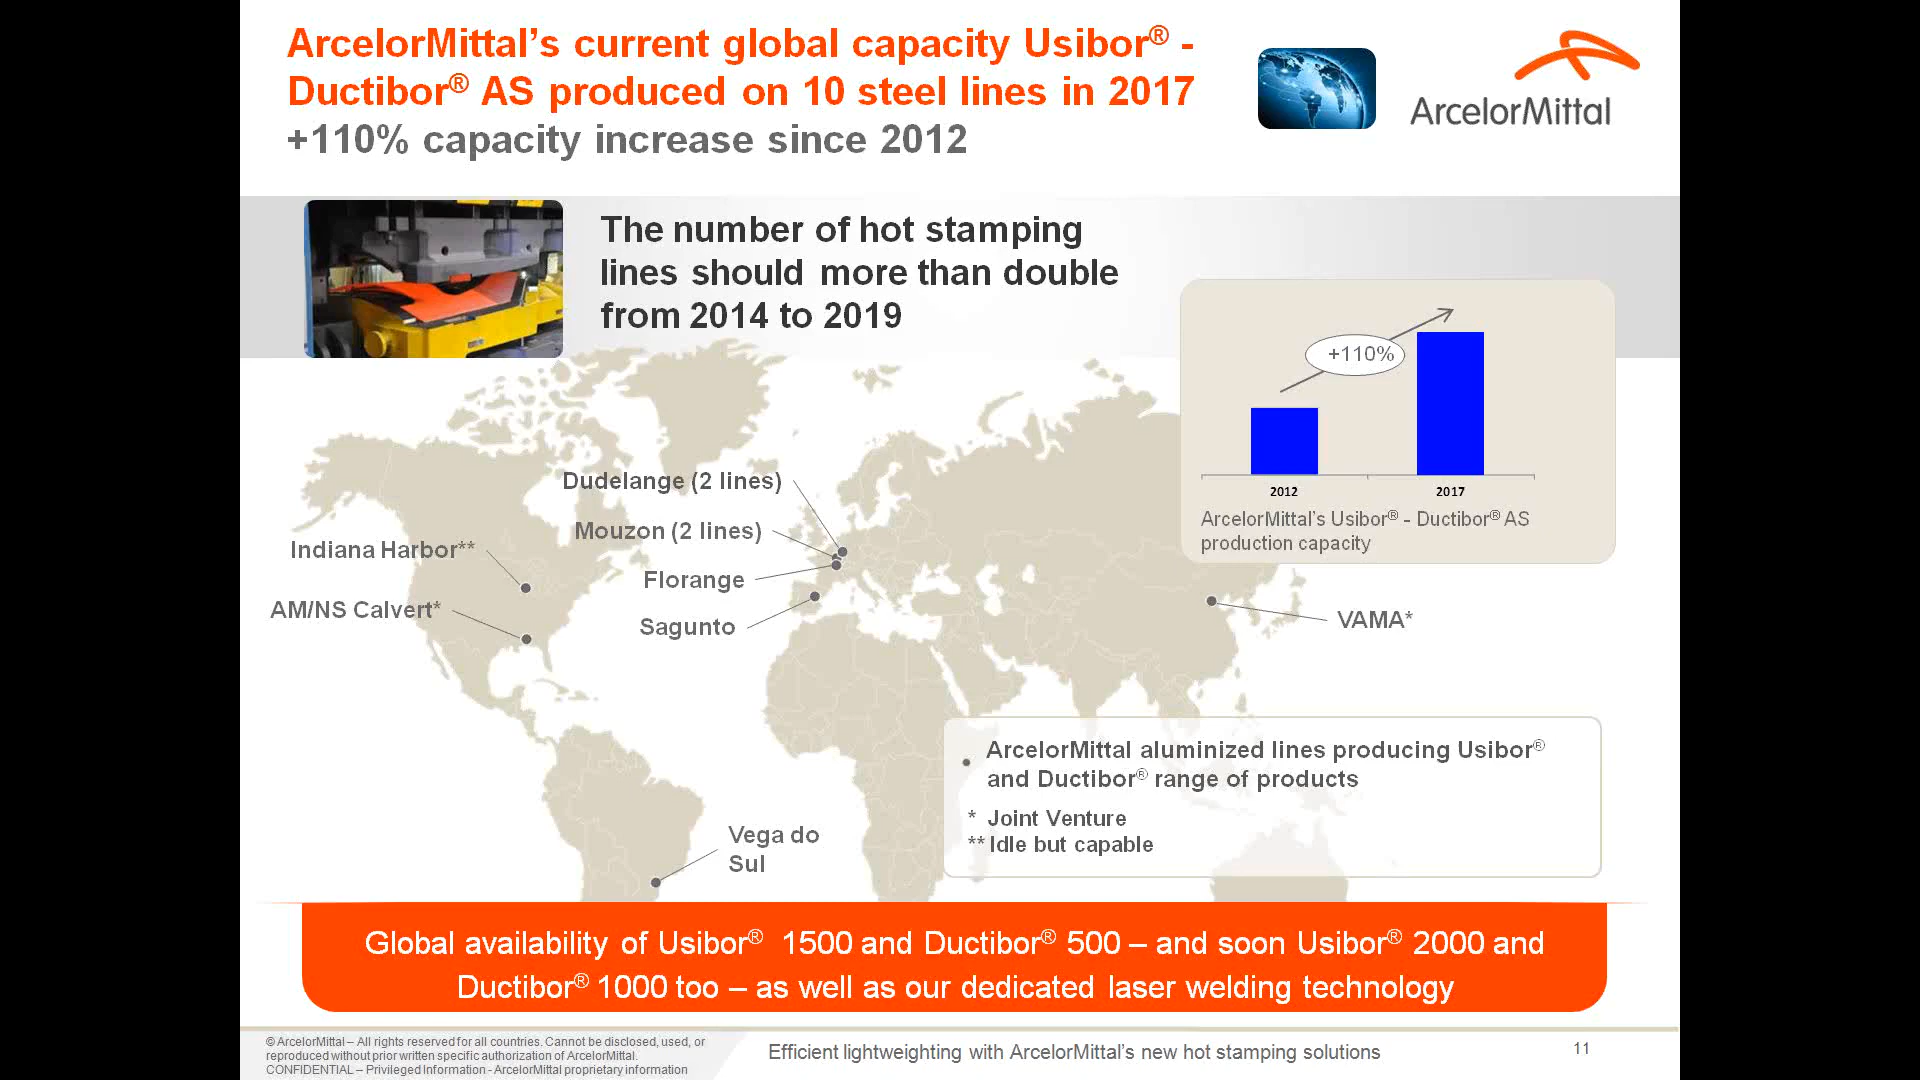 ArcelorMittal’s current global capacity Usibor® -
Ductibor® AS produced on 10 steel lines in 2017
+110% capacity increase since 2012
ArcelorMittal
The number of hot stamping
lines should more than double
from 2014 to 2019
+110%
2012
2017
ArcelorMittal’s Usibor® - Ductibor® AS
production capacity
Dudelange (2 lines)
Mouzon (2 lines)
Indiana Harbor**
Florange
AM/NS Calvert*
Sagunto
VAMA*
• ArcelorMittal aluminized lines producing Usibor®
and Ductibor® range of products
* Joint Venture
** Idle but capable
Vega do
Sul
Global availability of Usibor® 1500 and Ductibor® 500 – and soon Usibor® 2000 and
Ductibor® 1000 too – as well as our dedicated laser welding technology
© ArcelorMittal – All rights reserved for all countries. Cannot be disclosed, used, or
reproduced without prior written specific authorization of ArcelorMittal.
CONFIDENTIAL – Privileged Information - ArcelorMittal proprietary information
Efficient lightweighting with ArcelorMittal’s new hot stamping solutions
11